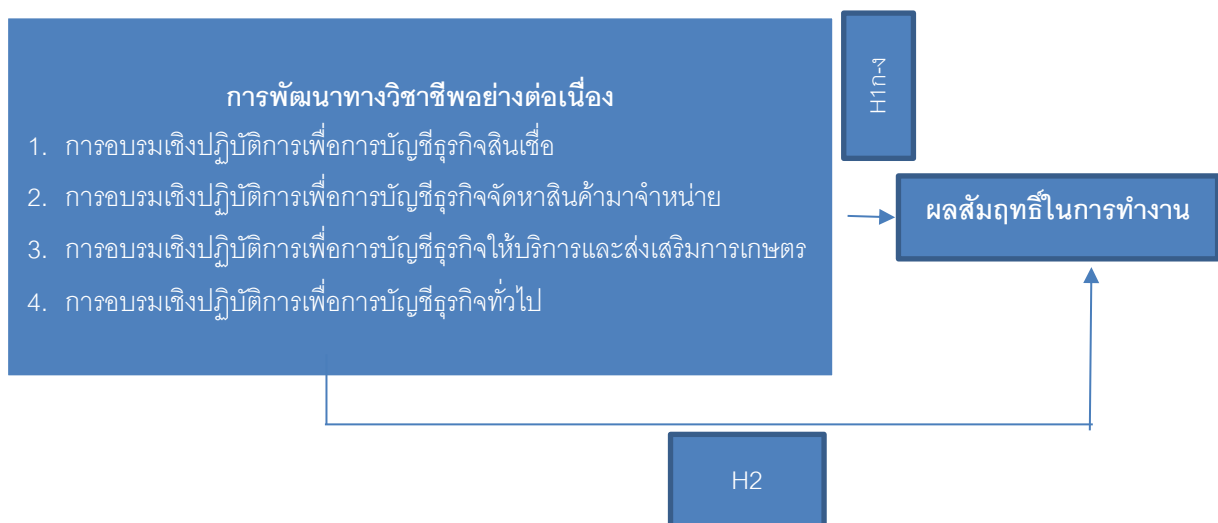 การพัฒนาทางวิชาชีพอย่างต่อเนื่อง
1. การอบรมเชิงปฏิบัติการเพื่อการบัญชีธุรกิจสินเชื่อ
2. การอบรมเชิงปฏิบัติการเพื่อการบัญชีธุรกิจจัดหาสินค้ามาจำหน่าย
3. การอบรมเชิงปฏิบัติการเพื่อการบัญชีธุรกิจให้บริการและส่งเสริมการเกษตร
4. การอบรมเชิงปฏิบัติการเพื่อการบัญชีธุรกิจทั่วไป
H1ก-ง
ผลสัมฤทธิ์ในการทำงาน
H2